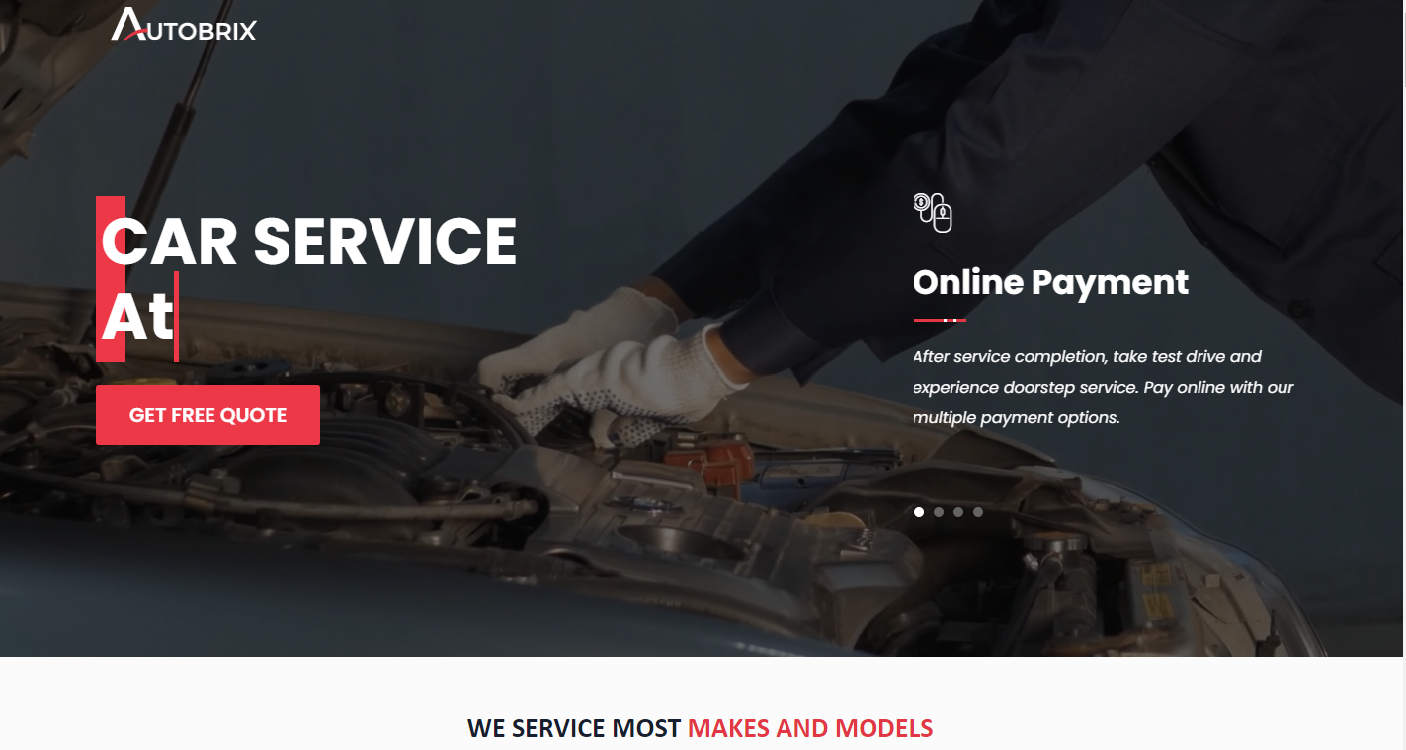 AUTOBRIX
CAR SERVICE
At
GET FREE QUOTE
Online Payment
After service completion, take test drive and
experience doorstep service. Pay online with our
multiple payment options.
WE SERVICE MOST MAKES AND MODELS